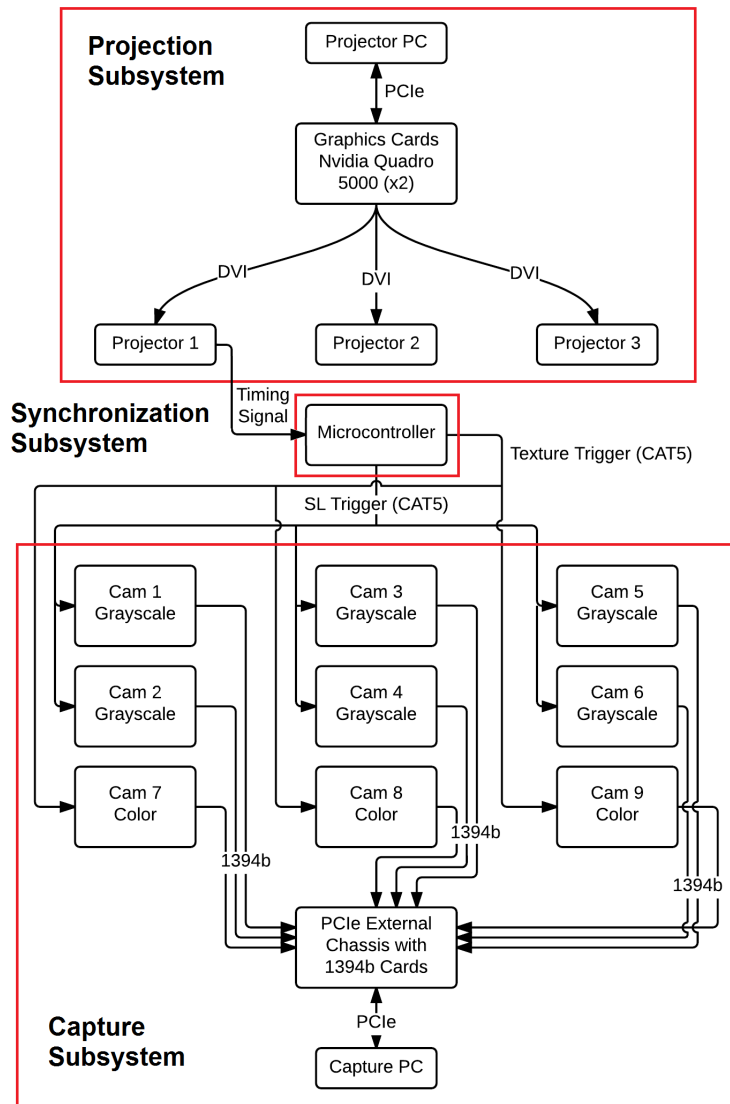 Projection
Subsystem
Projector PC
PCIe
Graphics Cards
Nvidia Quadro
5000 (x2)
DVI
DVI
DVI
Projector 1
Projector 2
Projector 3
Synchronization
Subsystem
Timing
Signal
Microcontroller
Texture Trigger (CAT5)
SL Trigger (CAT5)
Cam 1
Grayscale
Cam 3
Grayscale
Cam 5
Grayscale
Cam 2
Grayscale
Cam 4
Grayscale
Cam 6
Grayscale
Cam 7
Color
Cam 8
Color
Cam 9
Color
1394b
1394b
1394b
PCIe External
Chassis with
1394b Cards
PCIe
Capture
Subsystem
Capture PC